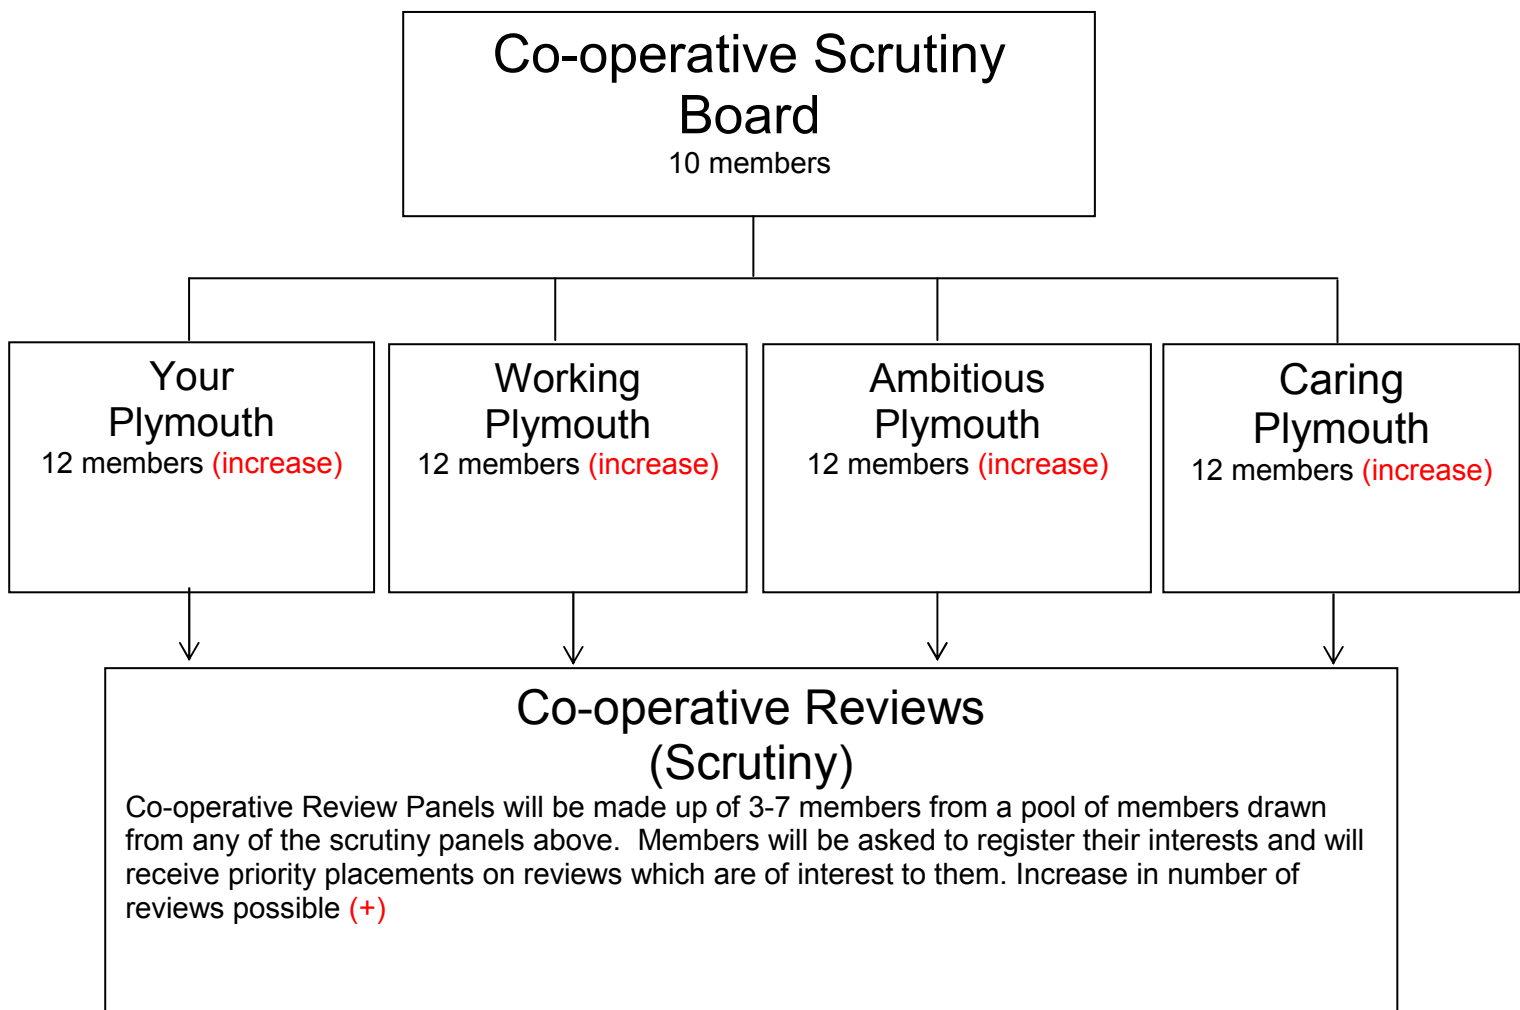 Co-operative Scrutiny
Board
10 members
Your
Plymouth
12 members (increase)
Working
Plymouth
12 members (increase)
Ambitious
Plymouth
12 members (increase)
Caring
Plymouth
12 members (increase)
Co-operative Reviews
(Scrutiny)
Co-operative Review Panels will be made up of 3-7 members from a pool of members drawn
from any of the scrutiny panels above.  Members will be asked to register their interests and will
receive priority placements on reviews which are of interest to them. Increase in number of
reviews possible (+)